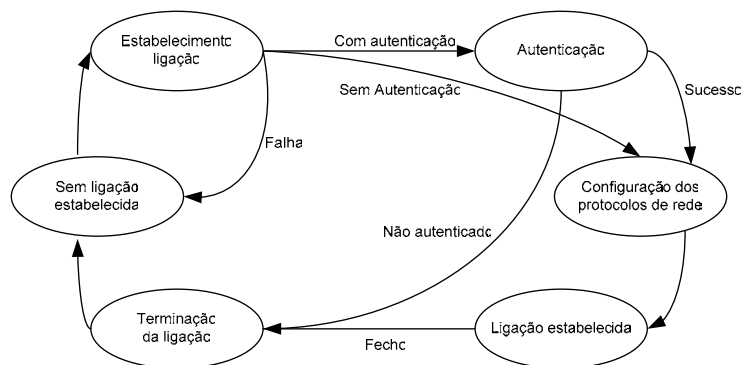 Estabelecimento
ligação
Com autenticação
Autenticação
Sem Autenticação
Sucesso
Falha
Sem ligação
estabelecida
Configuração dos
protocolos de rede
Não autenticado
Terminação
da ligação
Fecho
Ligação estabelecida